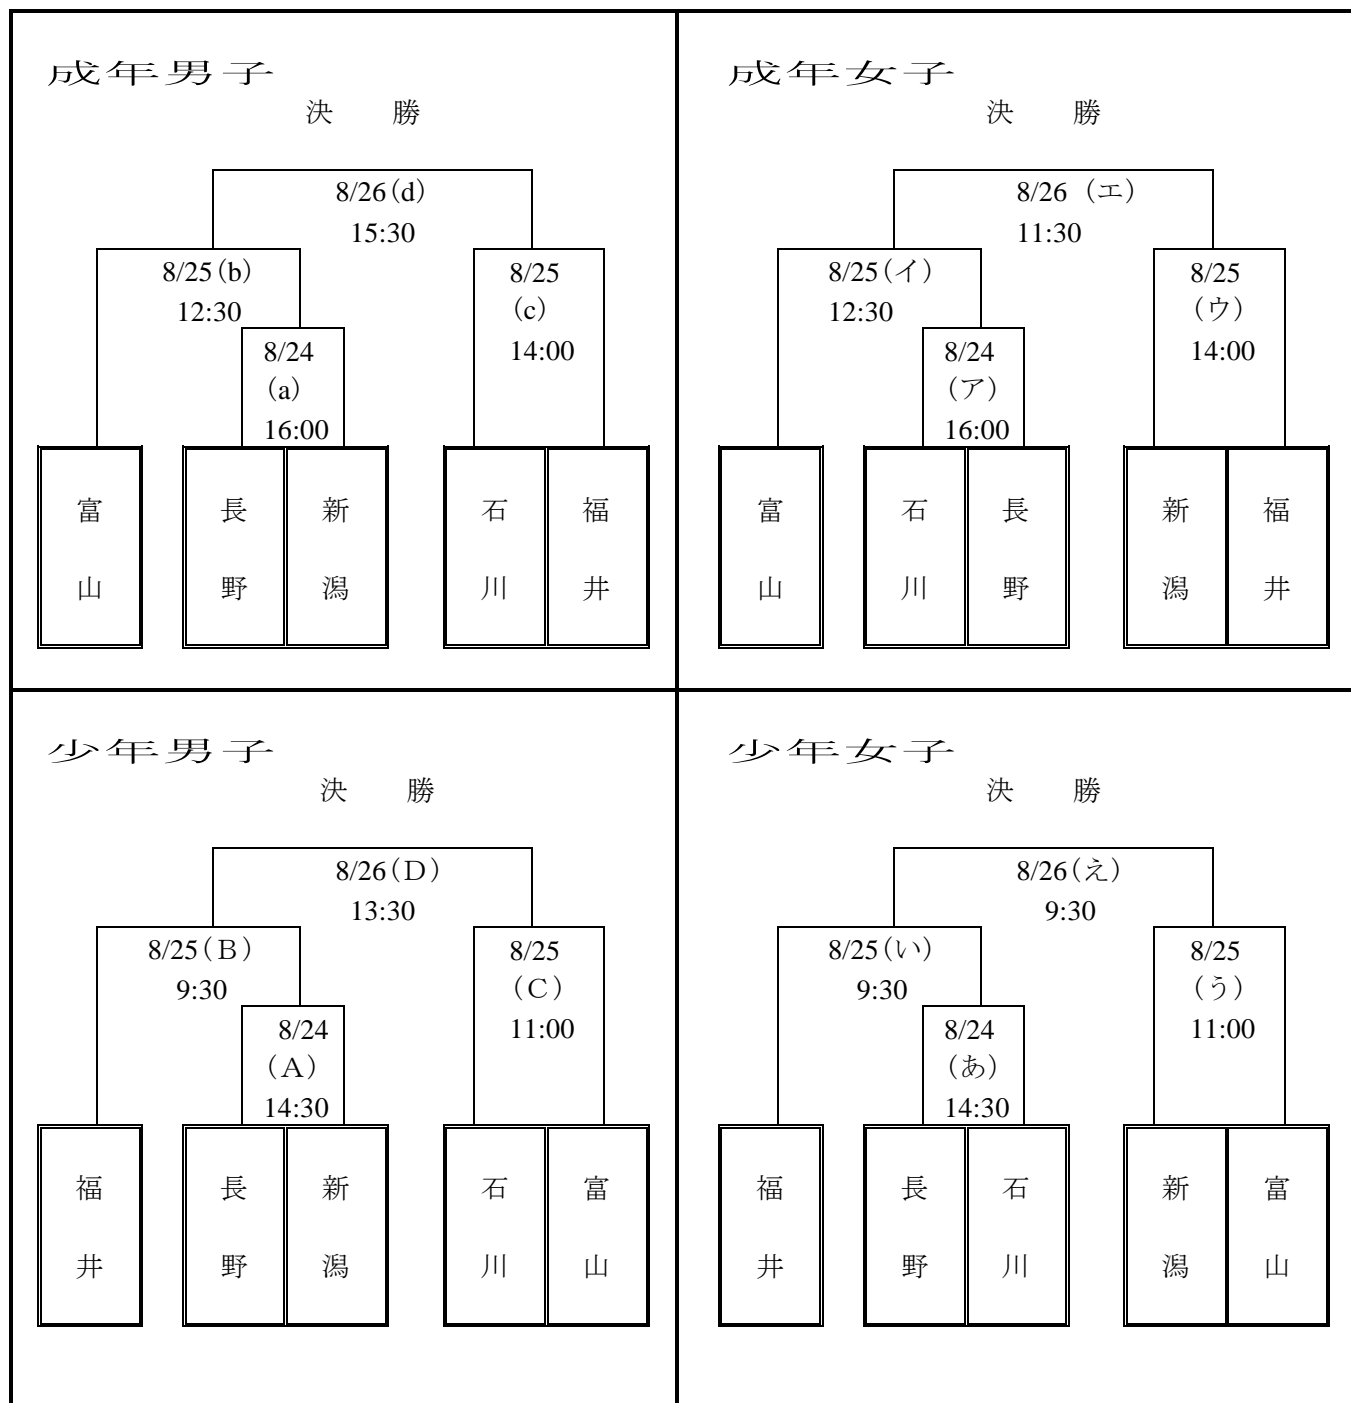 成年男子
決　勝
8/26(d)
15:30
8/25(b)
12:30
8/24
(a)
16:00
8/25
(c)
14:00
富山
長野
新潟
石川
福井
成年女子
決　勝
8/26（エ）
11:30
8/25（イ）
12:30
8/24
（ア）
16:00
8/25
（ウ）
14:00
富山
石川
長野
新潟
福井
少年男子
決　勝
8/26（Ｄ）
13:30
8/25（Ｂ）
9:30
8/24
（Ａ）
14:30
8/25
（Ｃ）
11:00
福井
長野
新潟
石川
富山
少年女子
決　勝
8/26（え）
9:30
8/25（い）
9:30
8/24
（あ）
14:30
8/25
（う）
11:00
福井
長野
石川
新潟
富山